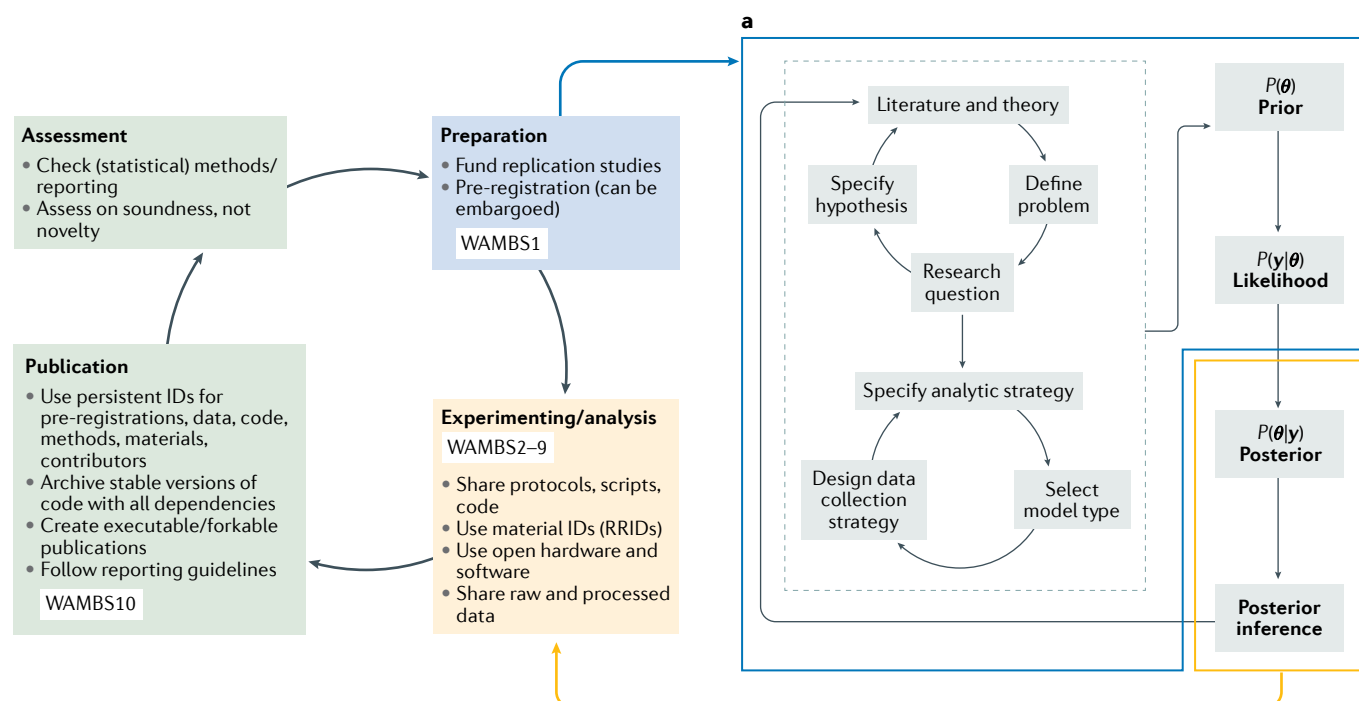 a
Assessment
• Check (statistical) methods/
reporting
• Assess on soundness, not
novelty
Preparation
• Fund replication studies
• Pre-registration (can be
embargoed)
WAMBS1
Publication
• Use persistent IDs for
pre-registrations, data, code,
methods, materials,
contributors
• Archive stable versions of
code with all dependencies
• Create executable/forkable
publications
• Follow reporting guidelines
WAMBS10
Experimenting/analysis
WAMBS2–9
• Share protocols, scripts,
code
• Use material IDs (RRIDs)
• Use open hardware and
software
• Share raw and processed
data
Literature and theory
Define
problem
Research
question
Specify
hypothesis
Specify analytic strategy
Select
model type
Design data
collection
strategy
P(θ)
Prior
P(y|θ)
Likelihood
P(θ|y)
Posterior
Posterior
inference